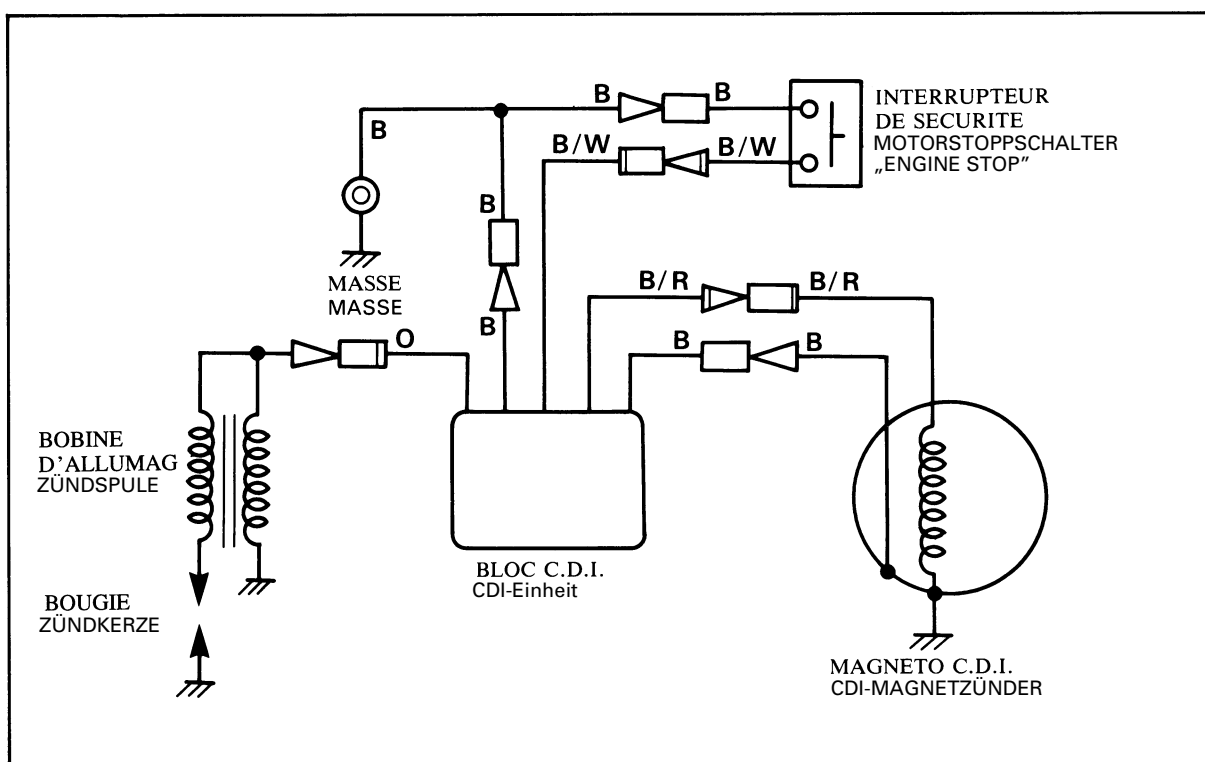 B
B
B
INTERRUPTEUR
DE SECURITE
MOTORSTOPPSCHALTER
„ENGINE STOP”
B/W
B/W
B
B
MASSE
MASSE
B/R
B/R
O
B
B
BOBINE
D'ALLUMAG
ZÜNDSPULE
BLOC C.D.I.
CDI-Einheit
BOUGIE
ZÜNDKERZE
MAGNETO C.D.I.
CDI-MAGNETZÜNDER